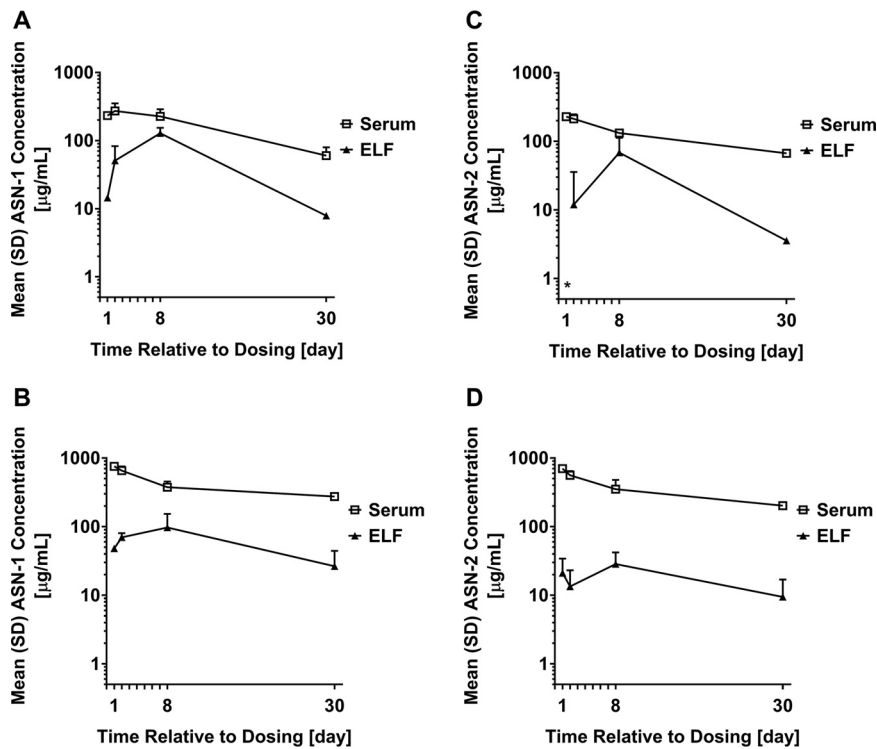 A
Mean (SD) ASN-1 Concentration
[µg/mL]
1000
100
10
1
1 8 30
Time Relative to Dosing [day]
Serum
ELF
C
Mean (SD) ASN-2 Concentration
[µg/mL]
1000
100
10
1
*
1 8 30
Time Relative to Dosing [day]
Serum
ELF
B
Mean (SD) ASN-1 Concentration
[µg/mL]
1000
100
10
1
1 8 30
Time Relative to Dosing [day]
Serum
ELF
D
Mean (SD) ASN-2 Concentration
[µg/mL]
1000
100
10
1
1 8 30
Time Relative to Dosing [day]
Serum
ELF